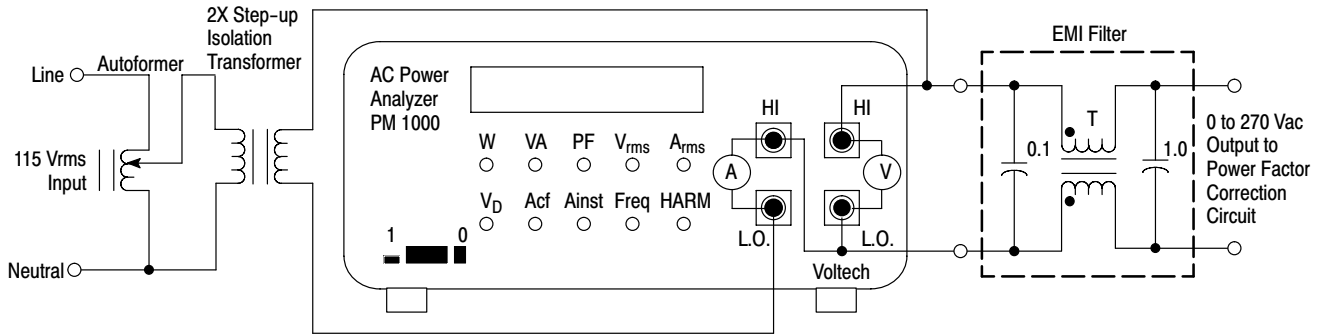 2X Step-up
Isolation
Transformer
Autoformer
Line
115 Vrms
Input
Neutral
AC Power
Analyzer
PM 1000
W VA PF Vrms Arms
VD Acf Ainst Freq HARM
1 0
HI HI
A V
L.O. L.O.
Voltech
EMI Filter
T
0.1 1.0
0 to 270 Vac
Output to
Power Factor
Correction
Circuit